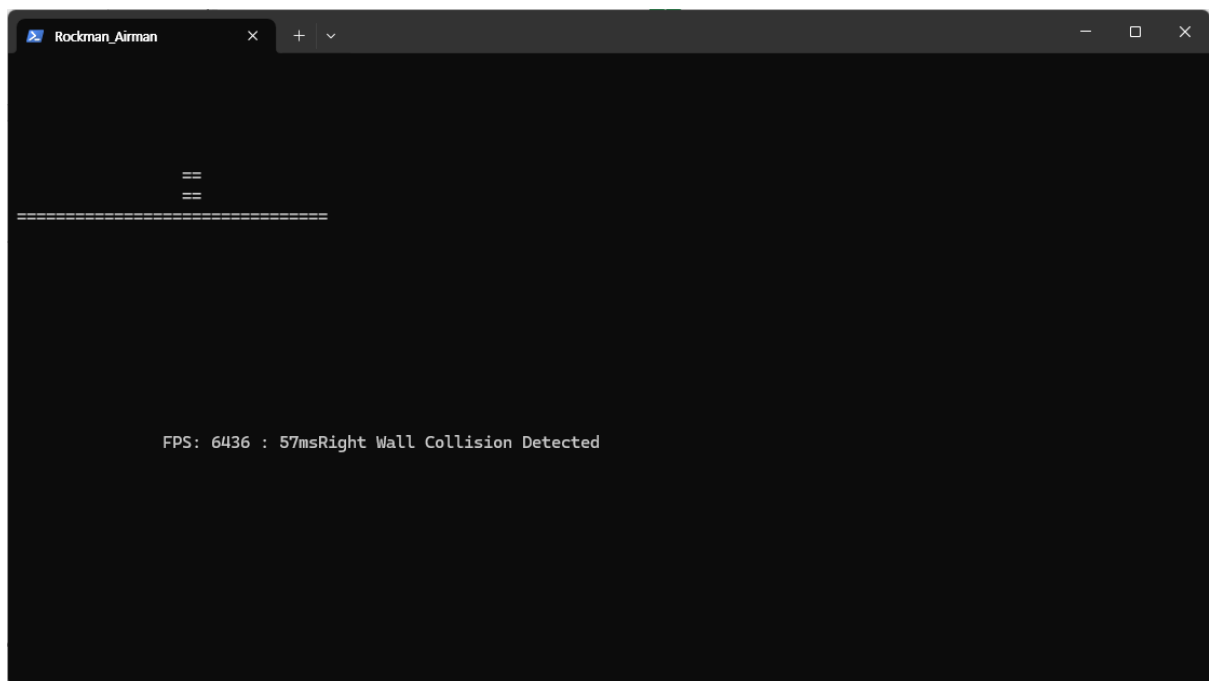 Rockman_Airman
==
==
================================
FPS: 6436 : 57msRight Wall Collision Detected